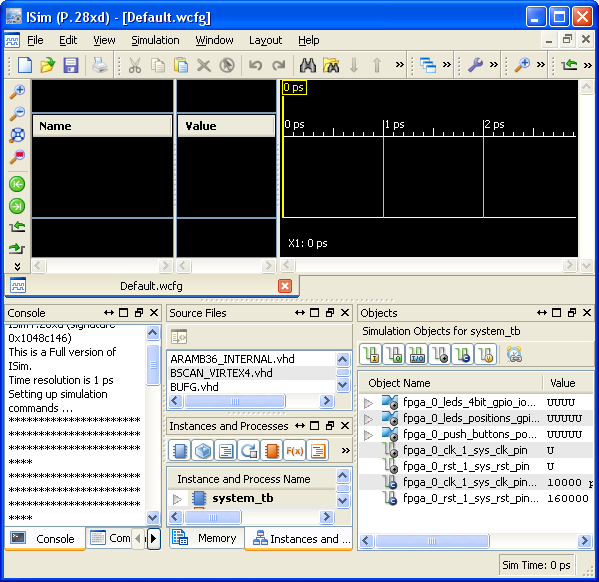 ISim (P.28xd) - [Default.wcfg]
File Edit View Simulation Window Layout Help
0 ps
Name Value
0 ps 1 ps 2 ps
X1: 0 ps
Default.wcfg
Console
0x1048c146)
This is a Full version of
ISim.
Time resolution is 1 ps
Setting up simulation
commands ...
********************
********************
****
********************
********************
********************
********************
****
Console
Source Files
ARAMB36_INTERNAL.vhd
BSCAN_VIRTEX4.vhd
BUFG.vhd
Instances and Processes
F(x)
Instance and Process Name
system_tb
Memory Instances and ...
Objects
Simulation Objects for system_tb
Object Name Value
fpga_0_leds_4bit_gpio_io... UUUU
fpga_0_leds_positions_gpi... UUUUU
fpga_0_push_buttons_po... UUUUU
fpga_0_clk_1_sys_clk_pin U
fpga_0_rst_1_sys_rst_pin U
fpga_0_clk_1_sys_clk_pin... 10000 p
fpga_0_rst_1_sys_rst_pin... 160000
Sim Time: 0 ps